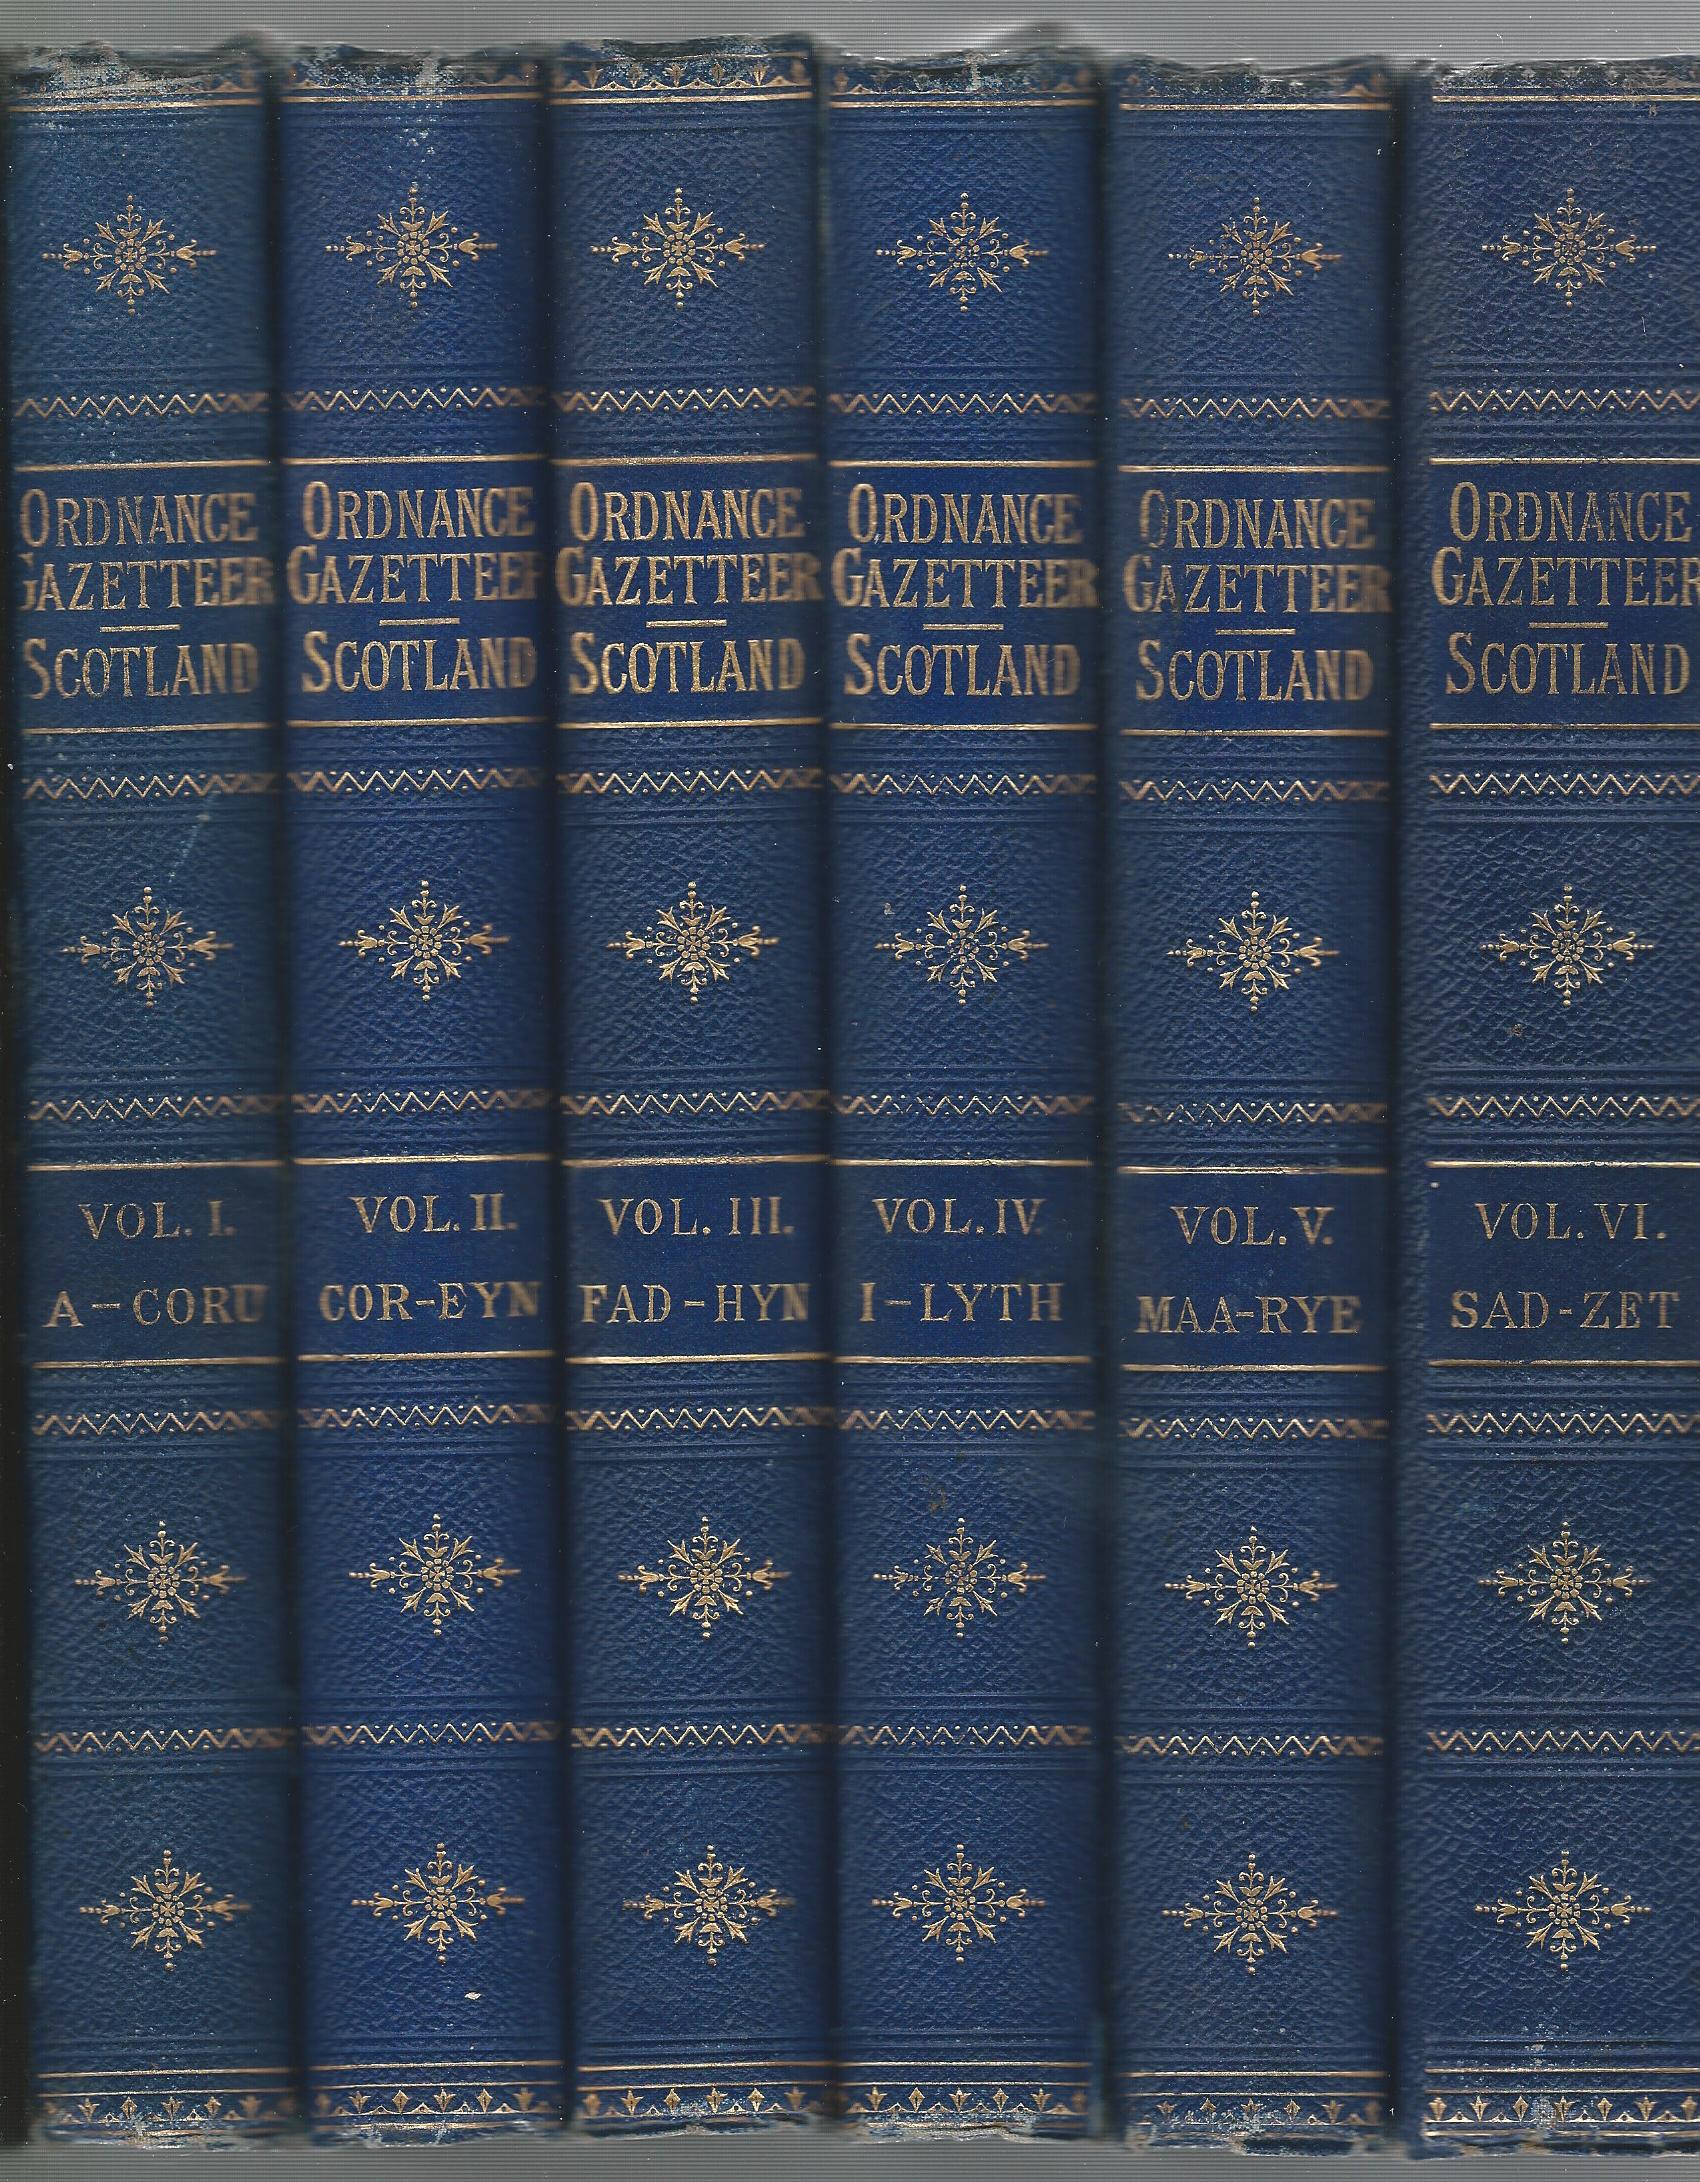 ORDNANCE
GAZETTEER
SCOTLAND
VOL. I.
A-CORU
ORDNANCE
GAZETTEER
SCOTLAND
VOL. II.
COR-EYN
ORDNANCE
GAZETTEER
SCOTLAND
VOL. III.
FAD-HYN
ORDNANCE
GAZETTEER
SCOTLAND
VOL. IV.
I-LYTH
ORDNANCE
GAZETTEER
SCOTLAND
VOL. V.
MAA-RYE
ORDNANCE
GAZETTEER
SCOTLAND
VOL. VI.
SAD-ZET